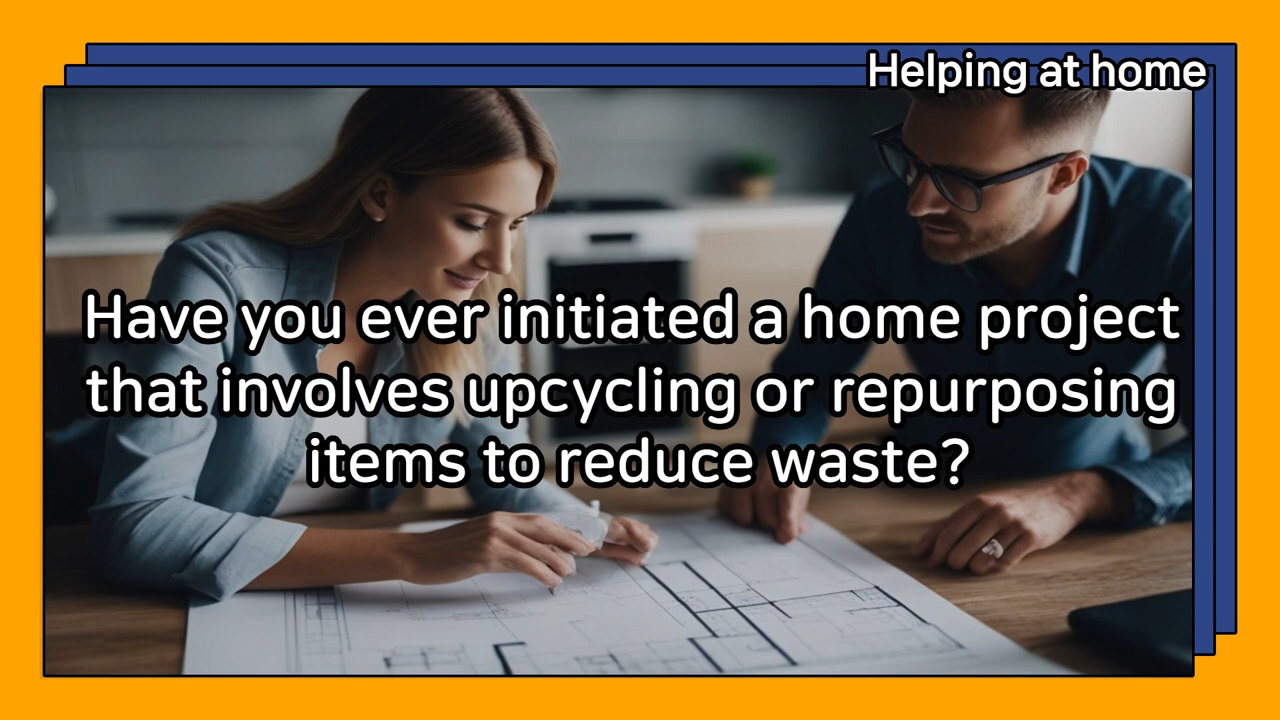 Helping at home
Have you ever initiated a home project
that involves upcycling or repurposing
items to reduce waste?